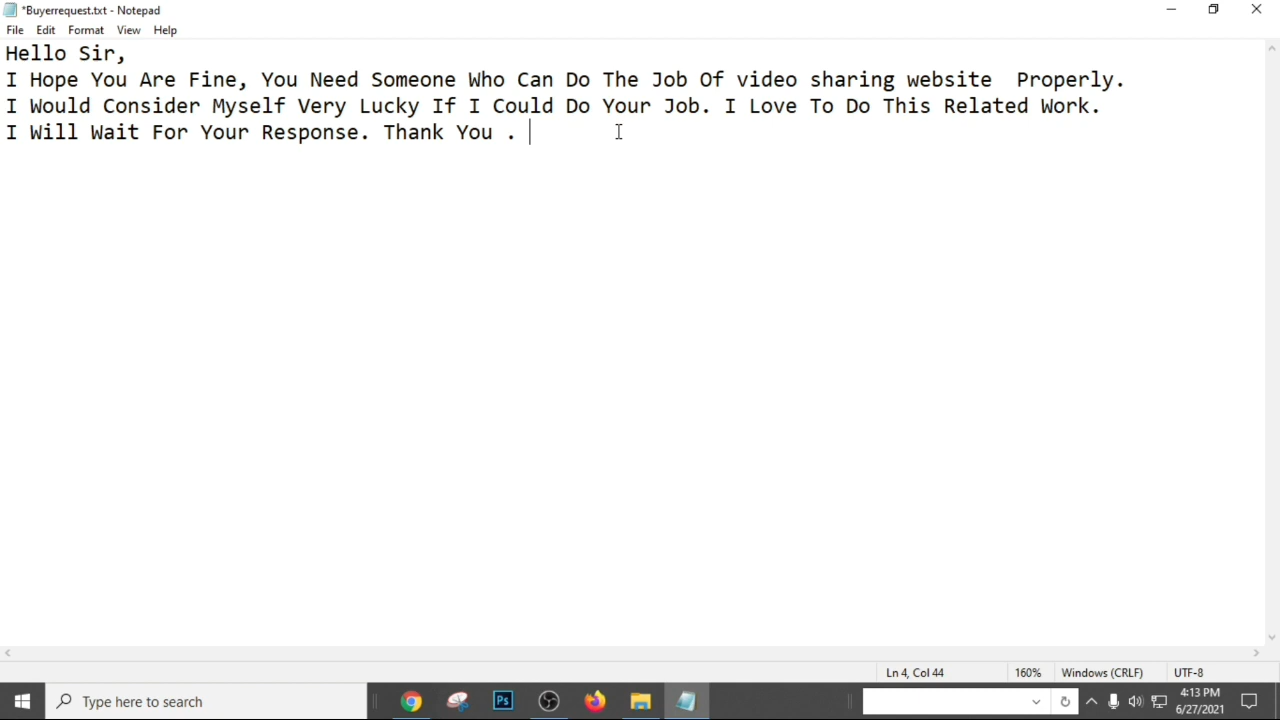 *Buyerrequest.txt - Notepad
File Edit Format View Help
Hello Sir,
I Hope You Are Fine, You Need Someone Who Can Do The Job Of video sharing website  Properly.
I Would Consider Myself Very Lucky If I Could Do Your Job. I Love To Do This Related Work.
I Will Wait For Your Response. Thank You .
Ln 4, Col 44 160% Windows (CRLF) UTF-8
Type here to search Ps 4:13 PM
6/27/2021